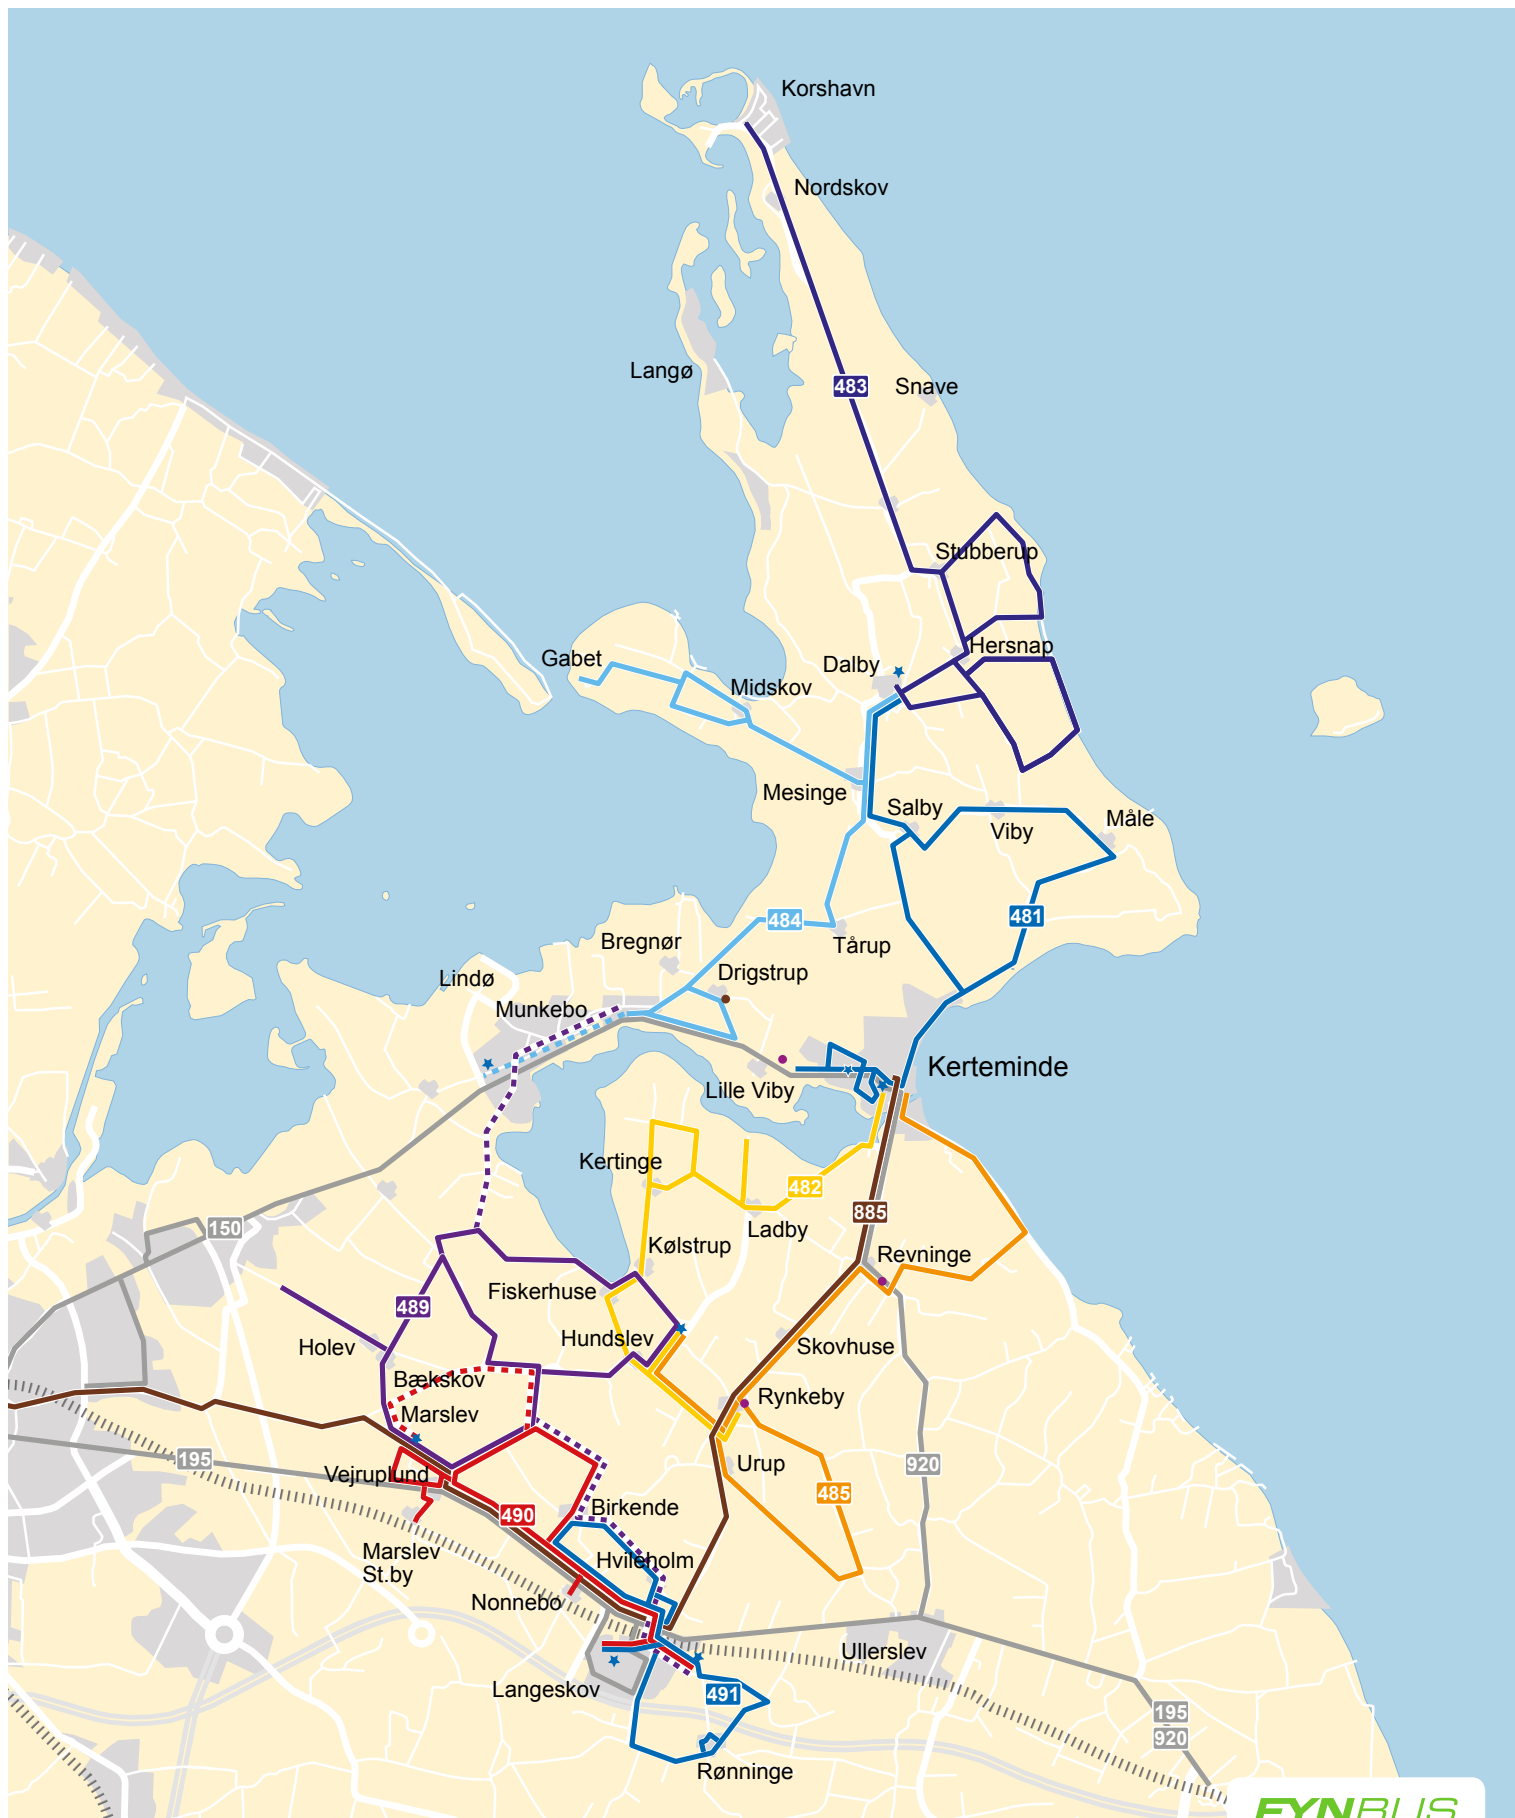 Korshavn
Nordskov
Langø
483
Snave
Stubberup
Hersnap
Gabet
Dalby
Midskov
Mesinge
Salby
Viby
Måle
484
481
Tårup
Bregnør
Drigstrup
Lindø
Munkebo
Kerteminde
Lille Viby
Kertinge
482
885
Ladby
150
Kølstrup
Revninge
Fiskerhuse
489
Hundslev
Holev
Skovhuse
Bækskov
Rynkeby
Marslev
195
Vejruplund
Urup
920
485
490
Birkende
Marslev
St.by
Hvileholm
Nonnebo
Ullerslev
Langeskov
491
195
920
Rønninge
FYNBUS